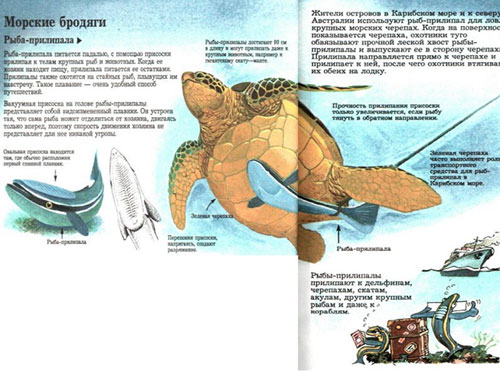 Морские бродяги
Рыба-прилипала
Рыба-прилипала питается падалью, с помощью присоски
прилипая к телам крупных рыб и животных. Когда ее
хозяин находит пищу, прилипала питается ее остатками.
Прилипалы также охотятся на стайных рыб, плывущих им
навстречу. Такое плавание — очень удобный способ
путешествий.
Вакуумная присоска на голове рыбы-прилипалы
представляет собой видоизмененный плавник. Он устроен
так, что сама рыба может отделиться от хозяина, двигаясь
только вперед, поэтому скорость движения хозяина не
представляет для нее никакой угрозы.
Овальная присоска находится
там, где обычно расположен
первый спинной плавник.
Рыба-прилипала
Рыбы-прилипалы достигают 90 см
в длину и могут прилипать даже к
крупным животным, например к
гигантскому скату-манте.
Зеленая черепаха
Перепонки присоски,
напрягаясь, создают
разрежение.
Жители островов в Карибском море и к северу
Австралии используют рыб-прилипал для
крупных морских черепах. Когда на поверхнос
показывается черепаха, охотники туго
обвязывают прочной леской хвост рыбы-
прилипалы и выпускают ее в сторону черепах
Прилипала направляется прямо к черепахе и
прилипает к ней, после чего охотники втягивал
их обеих на лодку.
Прочность прилипания присоски
только увеличивается, если рыбу
тянуть в обратном направлении.
Зеленая черепаха
часто выполняет роль
транспортного
средства для рыб-
прилипал в
Карибском море.
Рыба-прилипала
Рыбы-прилипалы
прилипают к дельфинам,
черепахам, скатам,
акулам, другим крупным
рыбам и даже к
кораблям.